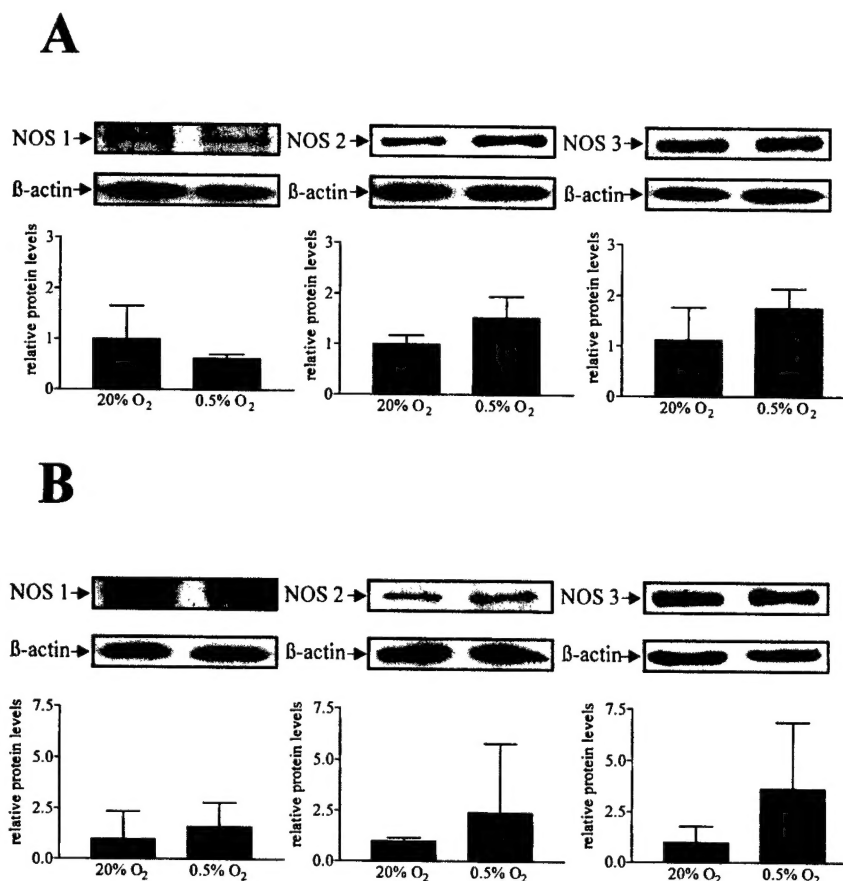 A
NOS 1
NOS 2
NOS 3
ß-actin
ß-actin
ß-actin
relative protein levels
3
2
1
0
20% O2
0.5% O2
relative protein levels
3
2
1
0
20% O2
0.5% O2
relative protein levels
3
2
1
0
20% O2
0.5% O2
B
NOS 1
NOS 2
NOS 3
ß-actin
ß-actin
ß-actin
relative protein levels
7.5
5.0
2.5
0.0
20% O2
0.5% O2
relative protein levels
7.5
5.0
2.5
0.0
20% O2
0.5% O2
relative protein levels
7.5
5.0
2.5
0.0
20% O2
0.5% O2